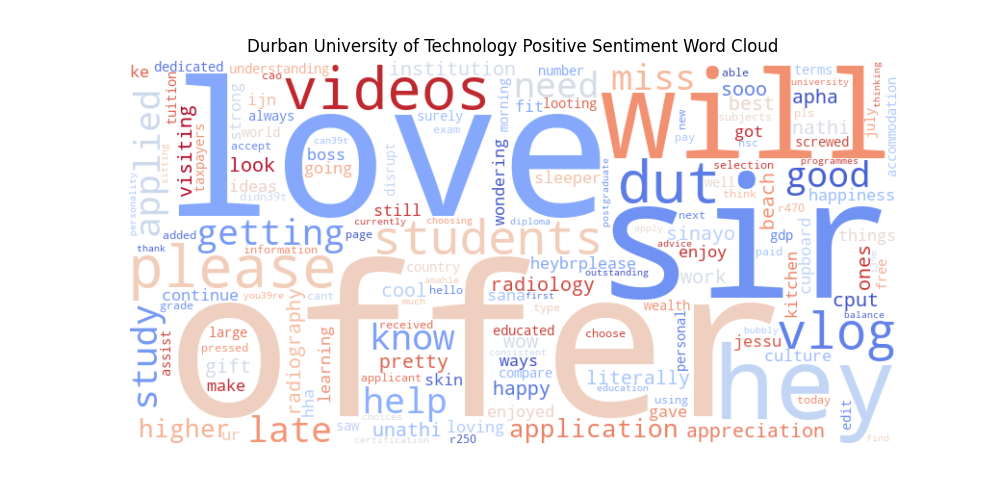 Durban University of Technology Positive Sentiment Word Cloud
ke
dedicated
understanding
institution
number
miss
able
terms
university
thinking
cao
videos
need
sooo
tuition
love
will
applied
strong
ijn
always
morning
fit
looting
best
apha
new
subjects
pls
july
accommodation
visiting
taxpayers
world
surely
exam
pay
got
nathi
screwed
accept
can39t
nsc
look
boss
going
disrupt
wondering
sleeper
postgraduate
dut
selection
programmes
good
sitting
personality
ideas
didn39t
well
think
beach
happiness
still
currently
choosing
diploma
sir
next
r470
added
getting
page
students
apply
sinayo
gdp
things
thank
information
advice
enjoy
paid
please
country
heybrplease
outstanding
work
kitchen
cupboard
ones
free
amahle
radiology
continue
you39re
cant
cool
hello
sana
first
wealth
cput
grade
much
type
balance
study
offer
large
radiography
received
educated
choose
personal
bubbly
vlog
jessu
pressed
learning
know
wow
consistent
culture
assist
gift
pretty
ways
hey
make
applicant
skin
compare
literally
education
happy
hha
help
using
today
enjoyed
gave
edit
choices
higher
ur
late
saw
unathi
loving
application
appreciation
certification
r250
find